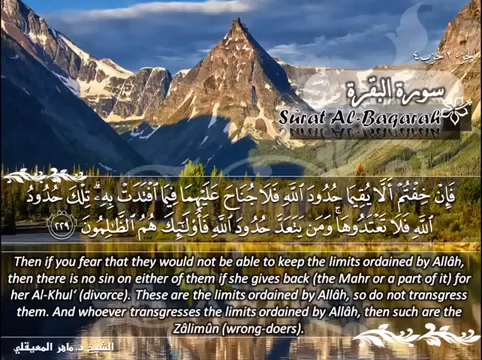 سورة البقرة
Sûrat Al-Baqarah
فَإِنْ خِفْتُمْ أَلَّا يُقِيمَا حُدُودَ اللَّهِ فَلَا جُنَاحَ عَلَيْهِمَا فِيمَا افْتَدَتْ بِهِ ۗ تِلْكَ حُدُودُ
اللَّهِ فَلَا تَعْتَدُوهَا ۚ وَمَن يَتَعَدَّ حُدُودَ اللَّهِ فَأُولَٰئِكَ هُمُ الظَّالِمُونَ ٢٢٩
Then if you fear that they would not be able to keep the limits ordained by Allâh,
then there is no sin on either of them if she gives back (the Mahr or a part of it) for
her Al-Khul' (divorce). These are the limits ordained by Allâh, so do not transgress
them. And whoever transgresses the limits ordained by Allâh, then such are the
Zâlimûn (wrong-doers).
الشيخ د. ماهر المعيقلي